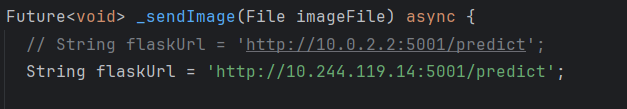 Future<void> _sendImage(File imageFile) async {
// String flaskUrl = 'http://10.0.2.2:5001/predict';
String flaskUrl = 'http://10.244.119.14:5001/predict';